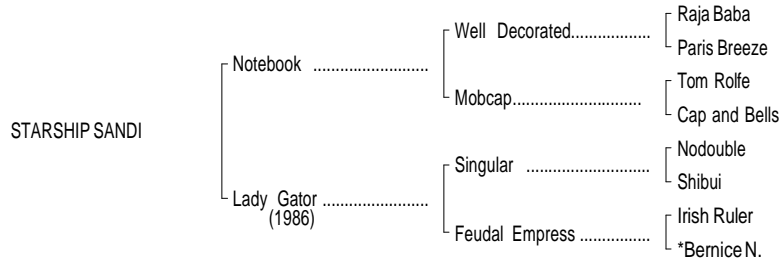 Raja Baba
Well Decorated..................
Paris Breeze
Notebook ..........................
Tom Rolfe
Mobcap.............................
Cap and Bells
STARSHIP SANDI
Nodouble
Singular ............................
Shibui
Lady Gator ........................
(1986)
Irish Ruler
Feudal Empress ................
*Bernice N.